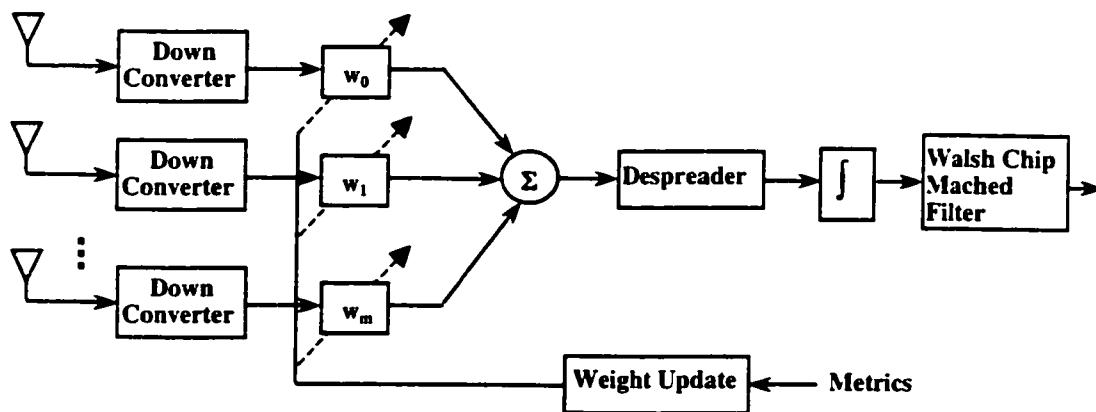 Down
Converter
w0
Down
Converter
w1
Σ
Despreader
∫
Walsh Chip
Mached
Filter
Down
Converter
wm
Weight Update
Metrics